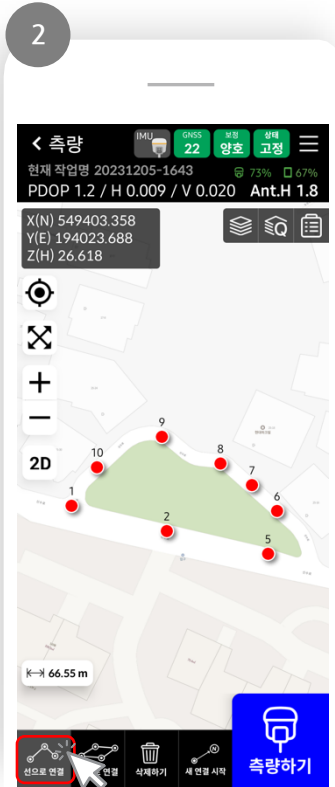 2
측량
IMU
GNSS
22
보정
양호
상태
고정
현재 작업명 20231205-1643
73%
67%
PDOP 1.2 / H 0.009 / V 0.020
Ant.H 1.8
X(N) 549403.358
Y(E) 194023.688
Z(H) 26.618
Q
2D
9
10
8
7
1
6
2
5
66.55 m
선으로 연결
연결
삭제하기
N
새 연결 시작
측량하기